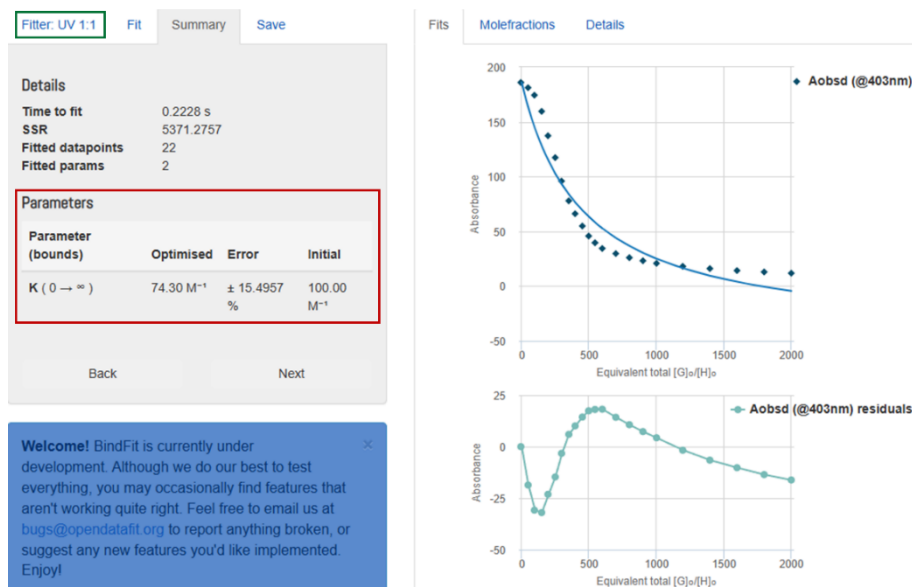 Fitter: UV 1:1 Fit Summary Save
Details
Time to fit 0.2228 s
SSR 5371.2757
Fitted datapoints 22
Fitted params 2
Parameters
Parameter (bounds) Optimised Error Initial
K ( 0 → ∞ ) 74.30 M⁻¹ ± 15.4957 % 100.00 M⁻¹
Back Next
Welcome! BindFit is currently under ×
development. Although we do our best to test
everything, you may occasionally find features that
aren't working quite right. Feel free to email us at
bugs@opendatafit.org to report anything broken, or
suggest any new features you'd like implemented.
Enjoy!
Fits Molefractions Details
Aobsd (@403nm)
Absorbance
200
150
100
50
0
-50
0 500 1000 1500 2000
Equivalent total [G]₀/[H]₀
Aobsd (@403nm) residuals
Absorbance
25
0
-25
-50
0 500 1000 1500 2000
Equivalent total [G]₀/[H]₀